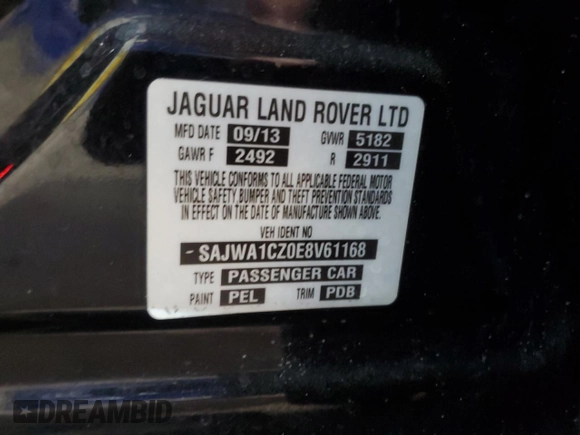 JAGUAR LAND ROVER LTD
MFD DATE 09/13 GVWR 5182
GAWR F 2492 R 2911
THIS VEHICLE CONFORMS TO ALL APPLICABLE FEDERAL MOTOR
VEHICLE SAFETY, BUMPER AND THEFT PREVENTION STANDARDS
IN EFFECT ON THE DATE OF MANUFACTURE SHOWN ABOVE.
VEH IDENT NO
- SAJWA1CZ0E8V61168
TYPE PASSENGER CAR
PAINT PEL TRIM PDB
DREAMBID